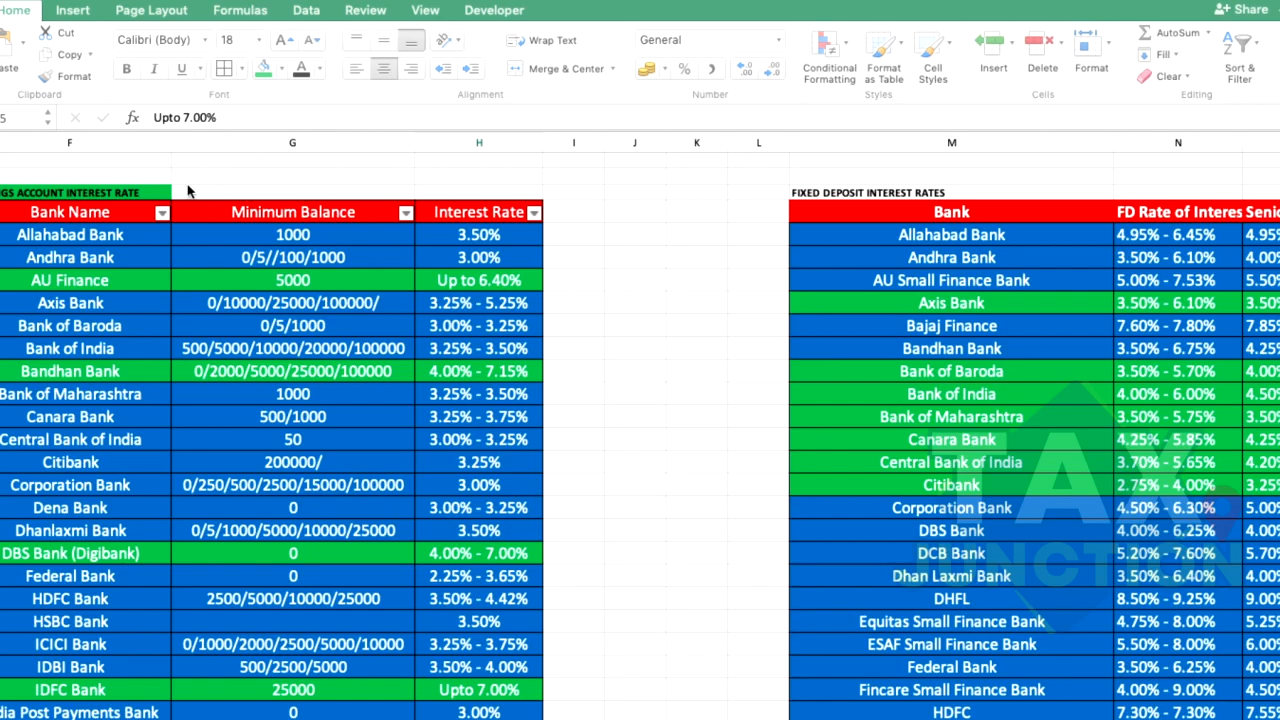 Home Insert Page Layout Formulas Data Review View Developer Share
Cut Calibri (Body) 18 Wrap Text General AutoSum
Copy Fill
Format Merge & Center Conditional Formatting Format as Table Cell Styles Insert Delete Format Clear Sort & Filter
Clipboard Font Alignment Number Styles Cells Editing
5 fx Upto 7.00%
F G H I J K L M N
GS ACCOUNT INTEREST RATE FIXED DEPOSIT INTEREST RATES
Bank Name Minimum Balance Interest Rate Bank FD Rate of Interes Senio
Allahabad Bank 1000 3.50% Allahabad Bank 4.95% - 6.45% 4.95%
Andhra Bank 0/5//100/1000 3.00% Andhra Bank 3.50% - 6.10% 4.00%
AU Finance 5000 Up to 6.40% AU Small Finance Bank 5.00% - 7.53% 5.50%
Axis Bank 0/10000/25000/100000/ 3.25% - 5.25% Axis Bank 3.50% - 6.10% 3.50%
Bank of Baroda 0/5/1000 3.00% - 3.25% Bajaj Finance 7.60% - 7.80% 7.85%
Bank of India 500/5000/10000/20000/100000 3.25% - 3.50% Bandhan Bank 3.50% - 6.75% 4.25%
Bandhan Bank 0/2000/5000/25000/100000 4.00% - 7.15% Bank of Baroda 3.50% - 5.70% 4.00%
Bank of Maharashtra 1000 3.25% - 3.50% Bank of India 4.00% - 6.00% 4.50%
Canara Bank 500/1000 3.25% - 3.75% Bank of Maharashtra 3.50% - 5.75% 3.50%
Central Bank of India 50 3.00% - 3.25% Canara Bank 4.25% - 5.85% 4.25%
Citibank 200000/ 3.25% Central Bank of India 3.70% - 5.65% 4.20%
Corporation Bank 0/250/500/2500/15000/100000 3.00% Citibank 2.75% - 4.00% 3.25%
Dena Bank 0 3.00% - 3.25% Corporation Bank 4.50% - 6.30% 5.00%
Dhanlaxmi Bank 0/5/1000/5000/10000/25000 3.50% DBS Bank 4.00% - 6.25% 4.00%
DBS Bank (Digibank) 0 4.00% - 7.00% DCB Bank 5.20% - 7.60% 5.70%
Federal Bank 0 2.25% - 3.65% Dhan Laxmi Bank 3.50% - 6.40% 4.00%
HDFC Bank 2500/5000/10000/25000 3.50% - 4.42% DHFL 8.50% - 9.25% 9.00%
HSBC Bank 3.50% Equitas Small Finance Bank 4.75% - 8.00% 5.25%
ICICI Bank 0/1000/2000/2500/5000/10000 3.25% - 3.75% ESAF Small Finance Bank 5.50% - 8.00% 6.00%
IDBI Bank 500/2500/5000 3.50% - 4.00% Federal Bank 3.50% - 6.25% 4.00%
IDFC Bank 25000 Upto 7.00% Fincare Small Finance Bank 4.00% - 9.00% 4.50%
dia Post Payments Bank 0 3.00% HDFC 7.30% - 7.30% 7.55%
TAX
JUNCTION